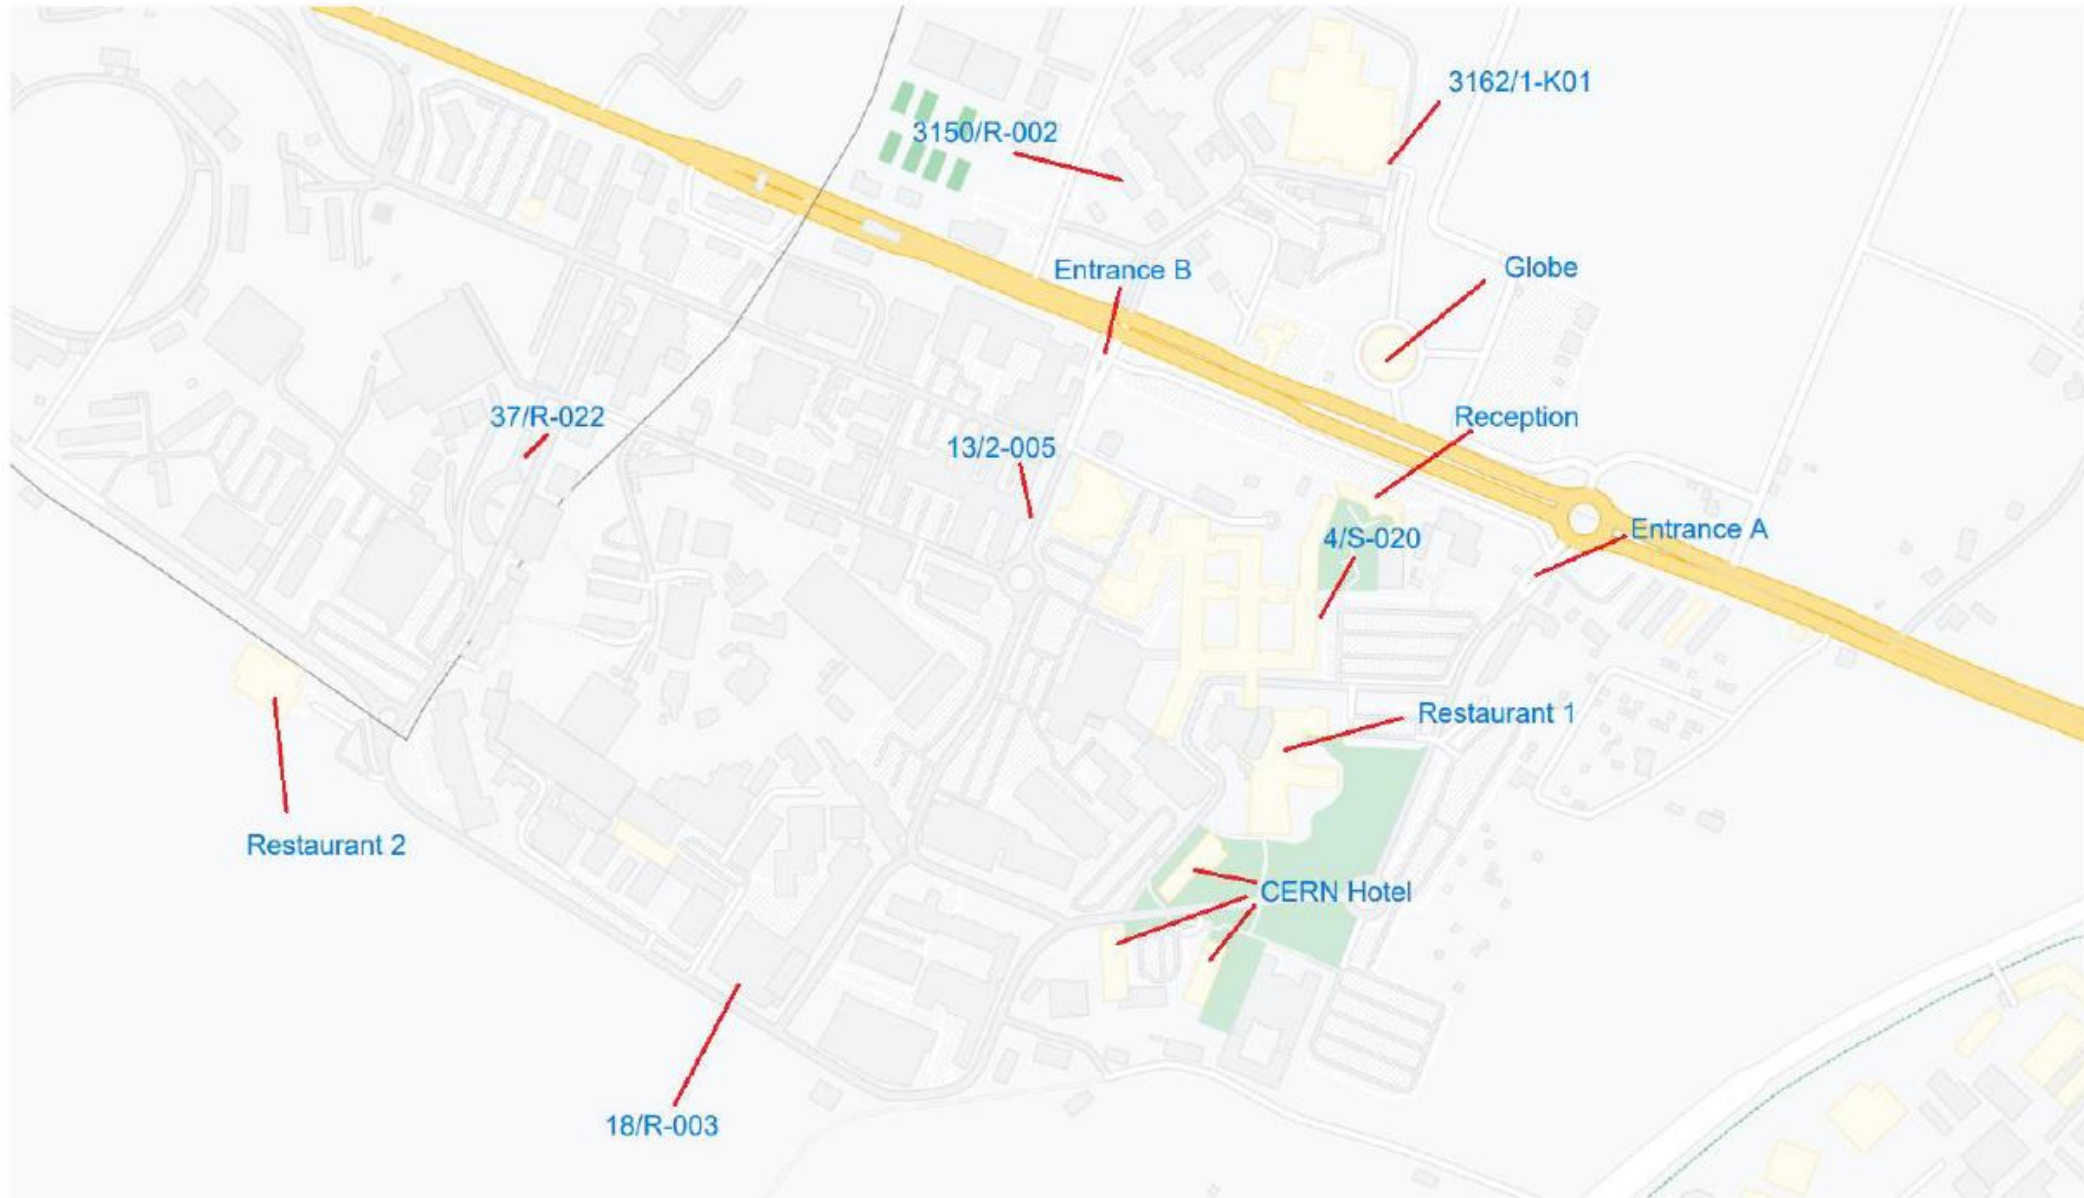 3162/1-K01
3150/R-002
Entrance B
Globe
37/R-022
Reception
13/2-005
Entrance A
4/S-020
Restaurant 1
Restaurant 2
CERN Hotel
18/R-003